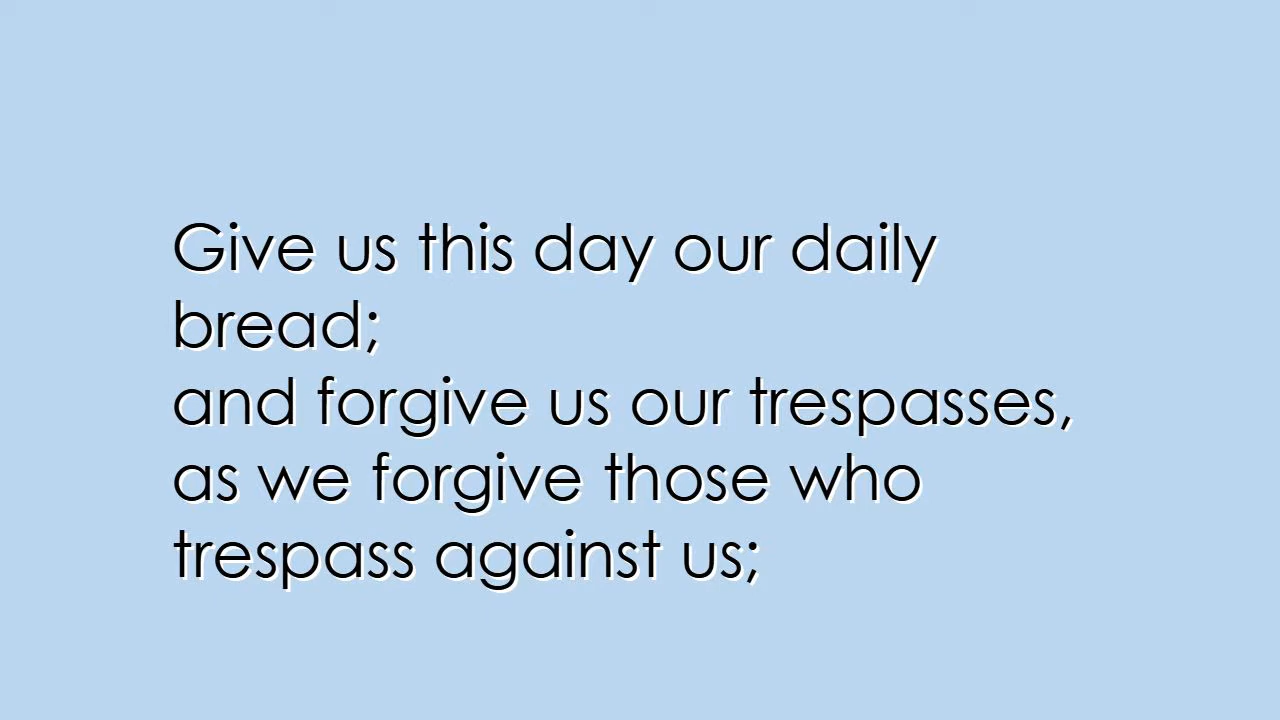 Give us this day our daily
bread;
and forgive us our trespasses,
as we forgive those who
trespass against us;